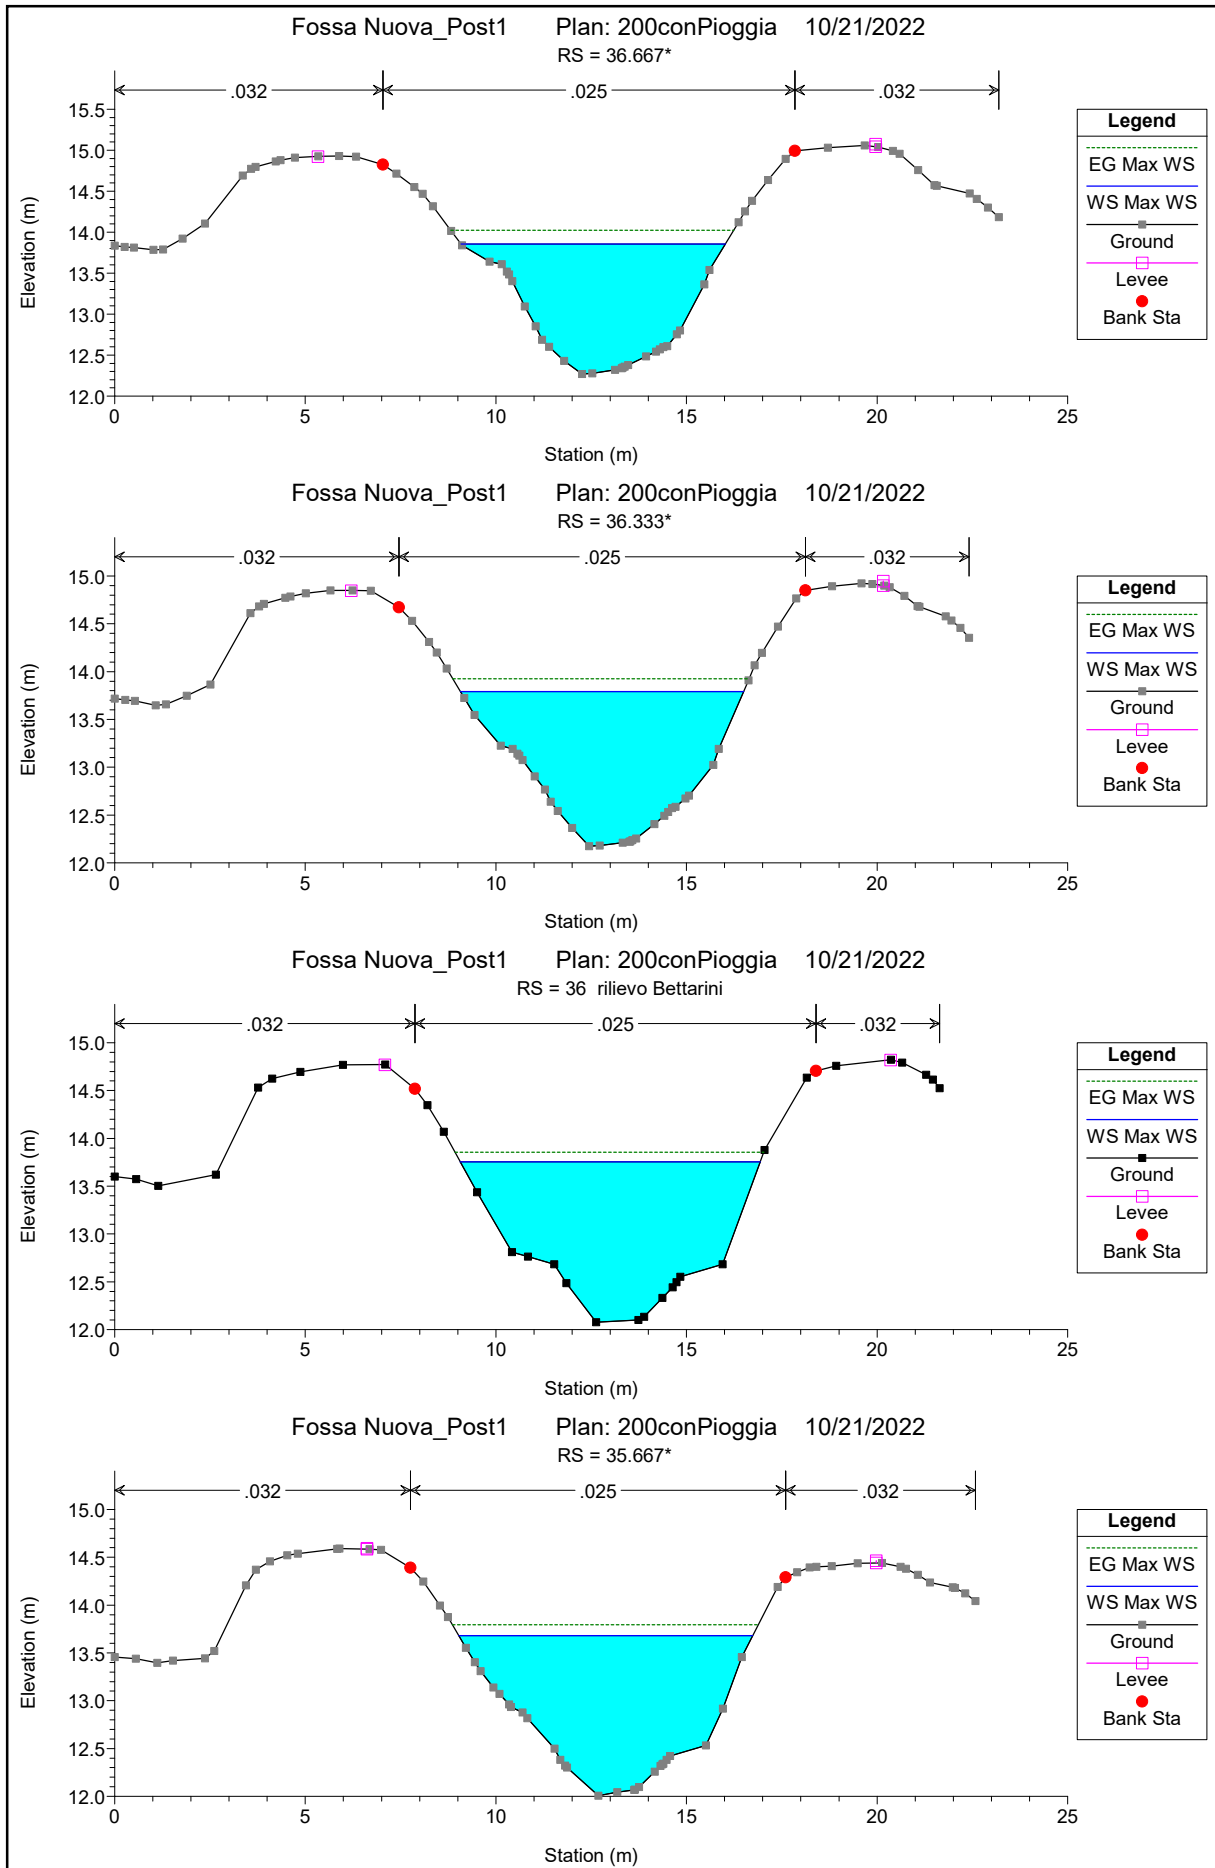 Fossa Nuova_Post1 Plan: 200conPioggia 10/21/2022
RS = 36.667*
.032 .025 .032
15.5
15.0
14.5
14.0
13.5
13.0
12.5
12.0
0 5 10 15 20 25
Station (m)
Elevation (m)
Legend
EG Max WS
WS Max WS
Ground
Levee
Bank Sta
Fossa Nuova_Post1 Plan: 200conPioggia 10/21/2022
RS = 36.333*
.032 .025 .032
15.0
14.5
14.0
13.5
13.0
12.5
12.0
0 5 10 15 20 25
Station (m)
Elevation (m)
Legend
EG Max WS
WS Max WS
Ground
Levee
Bank Sta
Fossa Nuova_Post1 Plan: 200conPioggia 10/21/2022
RS = 36 rilievo Bettarini
.032 .025 .032
15.0
14.5
14.0
13.5
13.0
12.5
12.0
0 5 10 15 20 25
Station (m)
Elevation (m)
Legend
EG Max WS
WS Max WS
Ground
Levee
Bank Sta
Fossa Nuova_Post1 Plan: 200conPioggia 10/21/2022
RS = 35.667*
.032 .025 .032
15.0
14.5
14.0
13.5
13.0
12.5
12.0
0 5 10 15 20 25
Station (m)
Elevation (m)
Legend
EG Max WS
WS Max WS
Ground
Levee
Bank Sta